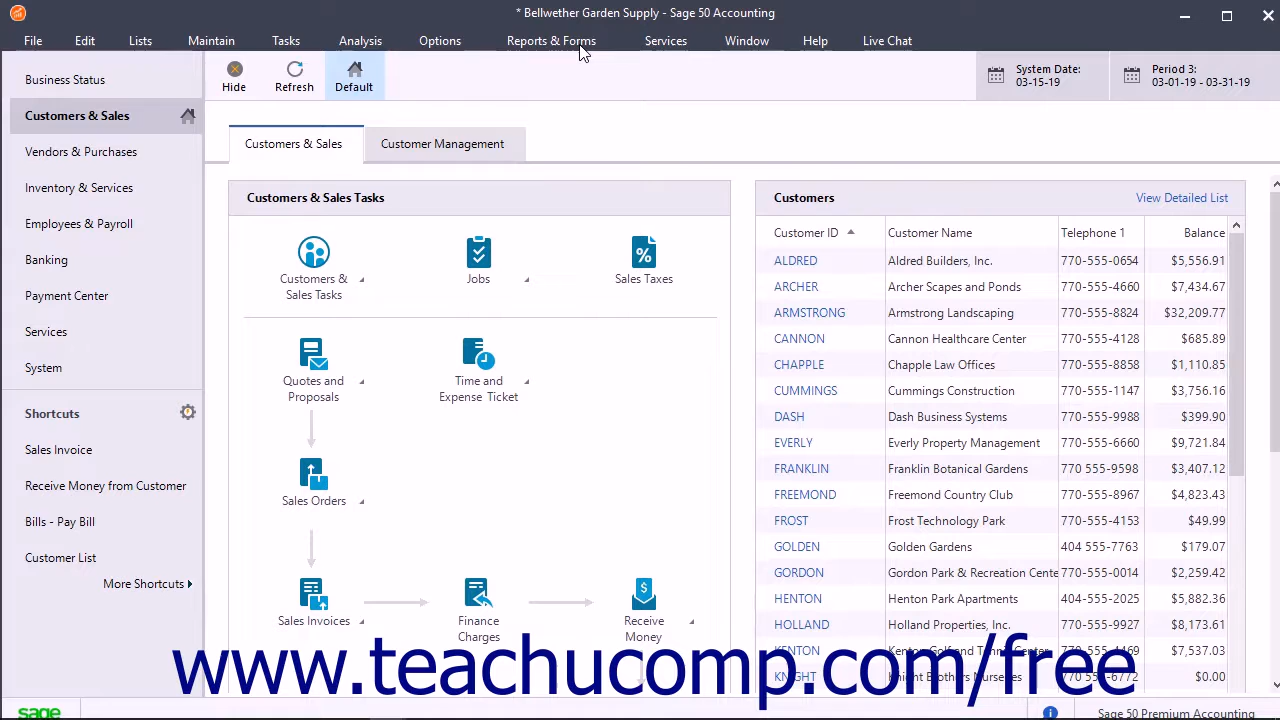 * Bellwether Garden Supply - Sage 50 Accounting
File Edit Lists Maintain Tasks Analysis Options Reports & Forms Services Window Help Live Chat
Business Status
Customers & Sales
Vendors & Purchases
Inventory & Services
Employees & Payroll
Banking
Payment Center
Services
System
Shortcuts
Sales Invoice
Receive Money from Customer
Bills - Pay Bill
Customer List
More Shortcuts
Hide Refresh Default
System Date:
03-15-19
Period 3:
03-01-19 - 03-31-19
Customers & Sales Customer Management
Customers & Sales Tasks
Customers &
Sales Tasks
Jobs
Sales Taxes
Quotes and
Proposals
Time and
Expense Ticket
Sales Orders
Sales Invoices
Finance
Charges
Receive
Money
Customers View Detailed List
Customer ID Customer Name Telephone 1 Balance
ALDRED Aldred Builders, Inc. 770-555-0654 $5,556.91
ARCHER Archer Scapes and Ponds 770-555-4660 $7,434.67
ARMSTRONG Armstrong Landscaping 770-555-8824 $32,209.77
CANNON Cannon Healthcare Center 770-555-4128 $685.89
CHAPPLE Chapple Law Offices 770-555-8858 $1,110.85
CUMMINGS Cummings Construction 770-555-1147 $3,756.16
DASH Dash Business Systems 770-555-9988 $399.90
EVERLY Everly Property Management 770-555-6660 $9,721.84
FRANKLIN Franklin Botanical Gardens 770 555-9598 $3,407.12
FREEMOND Freemond Country Club 770-555-8967 $4,823.43
FROST Frost Technology Park 770-555-4153 $49.99
GOLDEN Golden Gardens 404 555-7763 $179.07
GORDON Gordon Park & Recreation Cente 770-555-0014 $2,259.42
HENTON Henton Park Apartments 404-555-2025 $5,882.36
HOLLAND Holland Properties, Inc. 770-555-9927 $8,173.61
KENTON Kenton Golf and Tennis Center $7,537.03
KNIGHT Knight Brothers Nurseries 770-555-6772 $0.00
www.teachucomp.com/free
sage
Sage 50 Premium Accounting